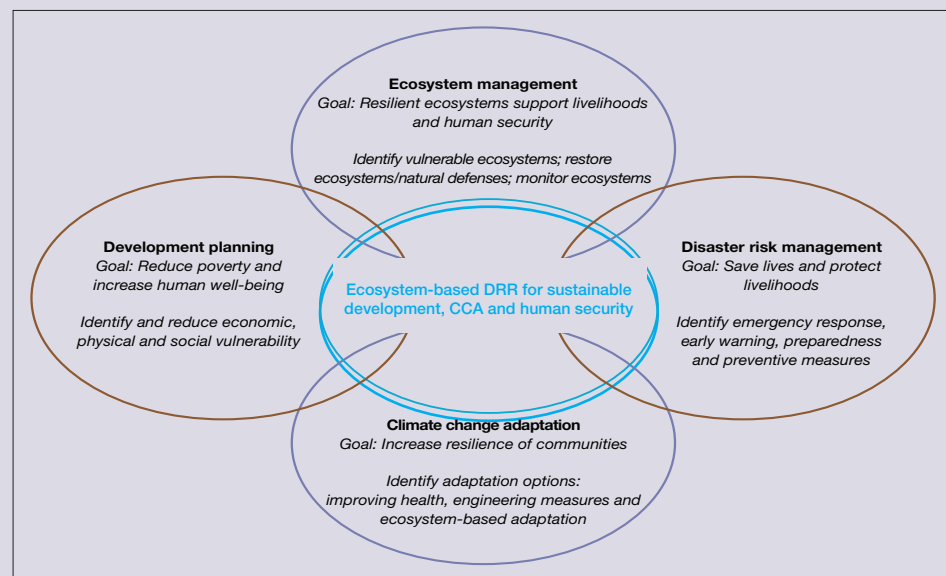 Ecosystem management
Goal: Resilient ecosystems support livelihoods
and human security
Identify vulnerable ecosystems; restore
ecosystems/natural defenses; monitor ecosystems
Development planning
Goal: Reduce poverty and
increase human well-being
Identify and reduce economic,
physical and social vulnerability
Ecosystem-based DRR for sustainable
development, CCA and human security
Disaster risk management
Goal: Save lives and protect
livelihoods
Identify emergency response,
early warning, preparedness
and preventive measures
Climate change adaptation
Goal: Increase resilience of communities
Identify adaptation options:
improving health, engineering measures and
ecosystem-based adaptation